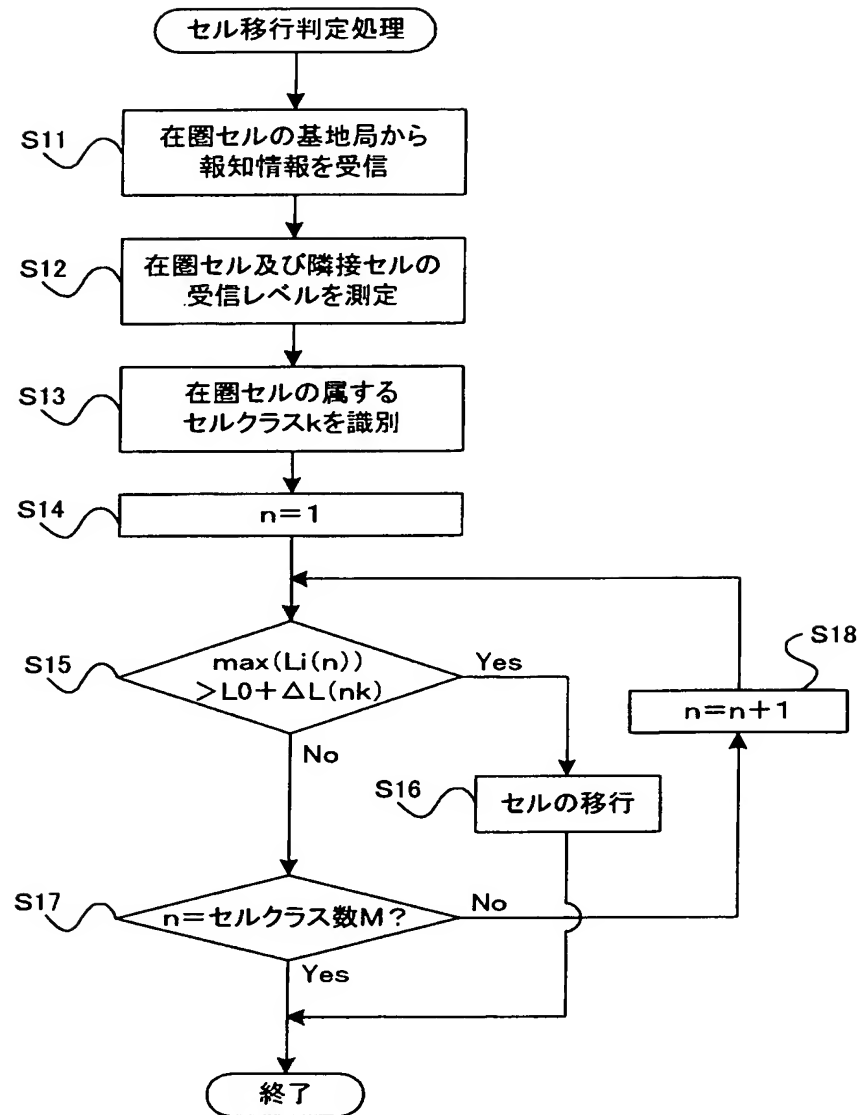 セル移行判定処理
S11
在圏セルの基地局から
報知情報を受信
S12
在圏セル及び隣接セルの
受信レベルを測定
S13
在圏セルの属する
セルクラスkを識別
S14
n=1
S15
max(Li(n))
>L0+ΔL(nk)
Yes
No
S18
n=n+1
S16
セルの移行
S17
n=セルクラス数M?
No
Yes
終了